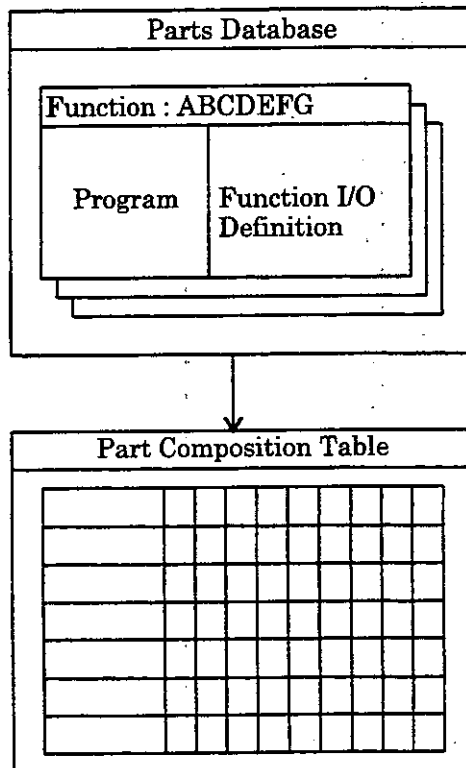 Parts Database
Function : ABCDEFG
Program
Function I/O
Definition
Part Composition Table